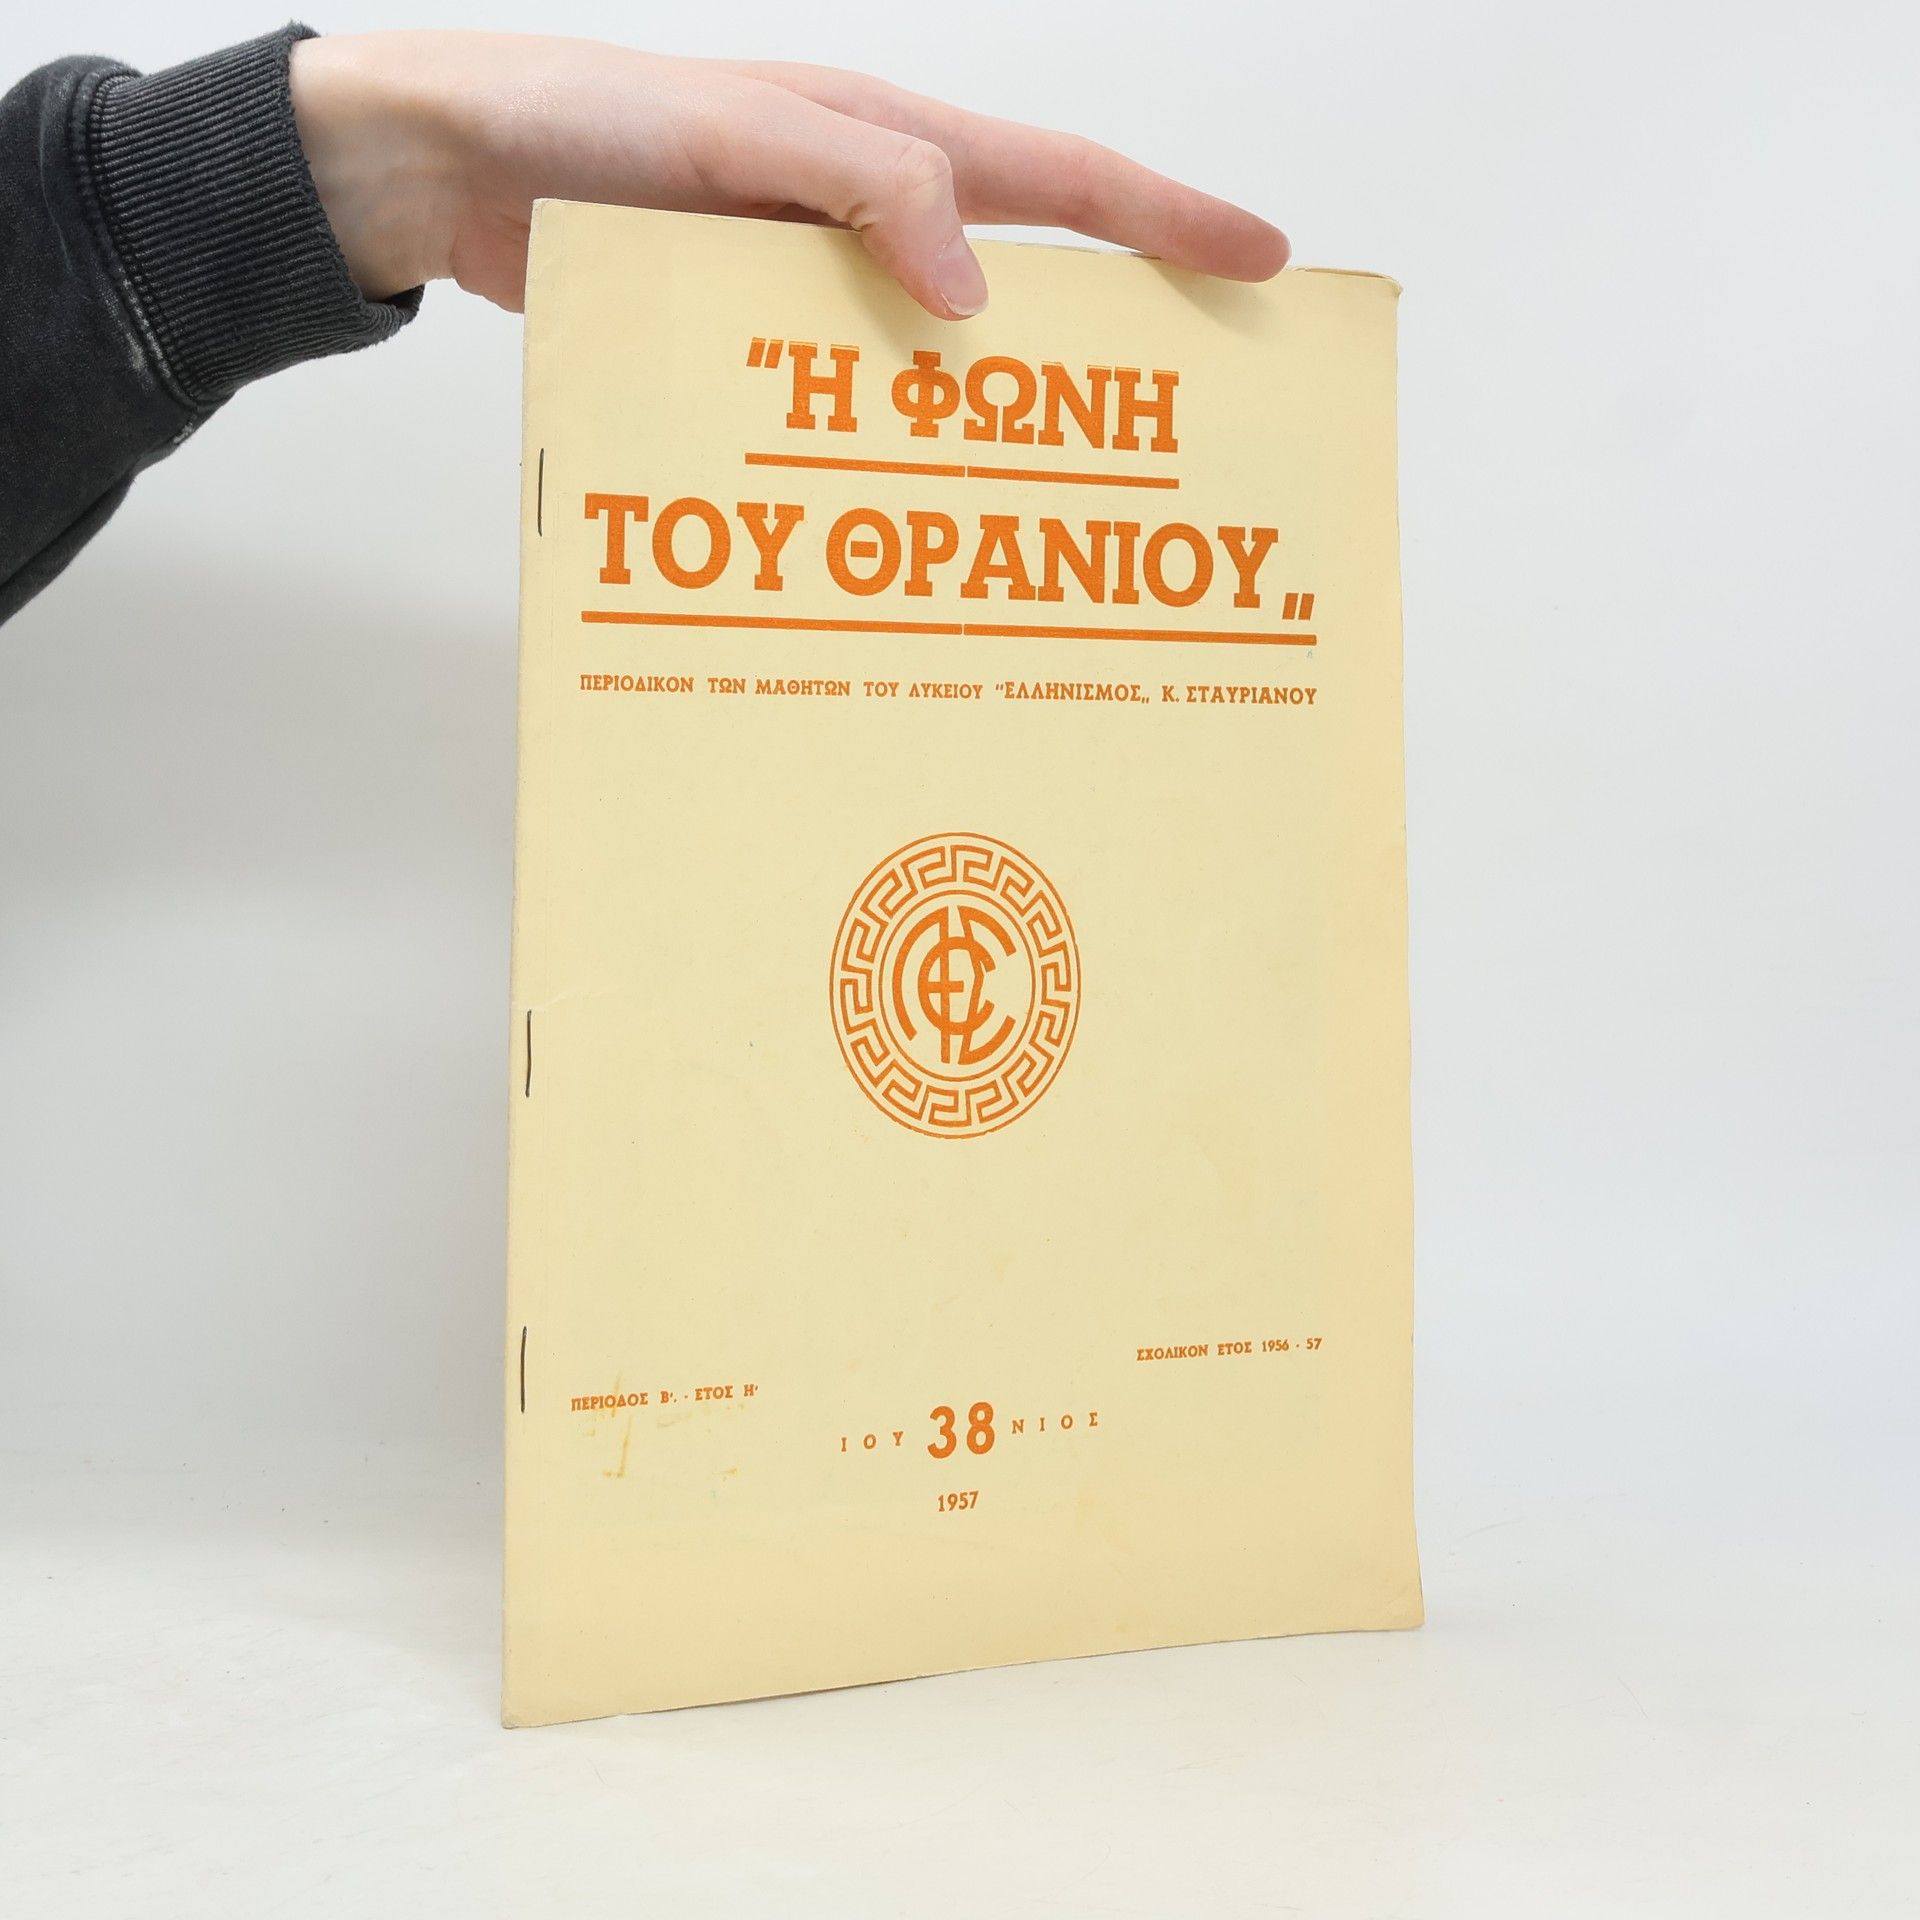 "Η ΦΩΝΗ
ΤΟΥ ΘΡΑΝΙΟΥ„
ΠΕΡΙΟΔΙΚΟΝ ΤΩΝ ΜΑΘΗΤΩΝ ΤΟΥ ΛΥΚΕΙΟΥ "ΕΛΛΗΝΙΣΜΟΣ„ Κ. ΣΤΑΥΡΙΑΝΟΥ
ΣΧΟΛΙΚΟΝ ΕΤΟΣ 1956 - 57
ΠΕΡΙΟΔΟΣ Β'. - ΕΤΟΣ Η'
ΙΟΥ 38 ΝΙΟΣ
1957